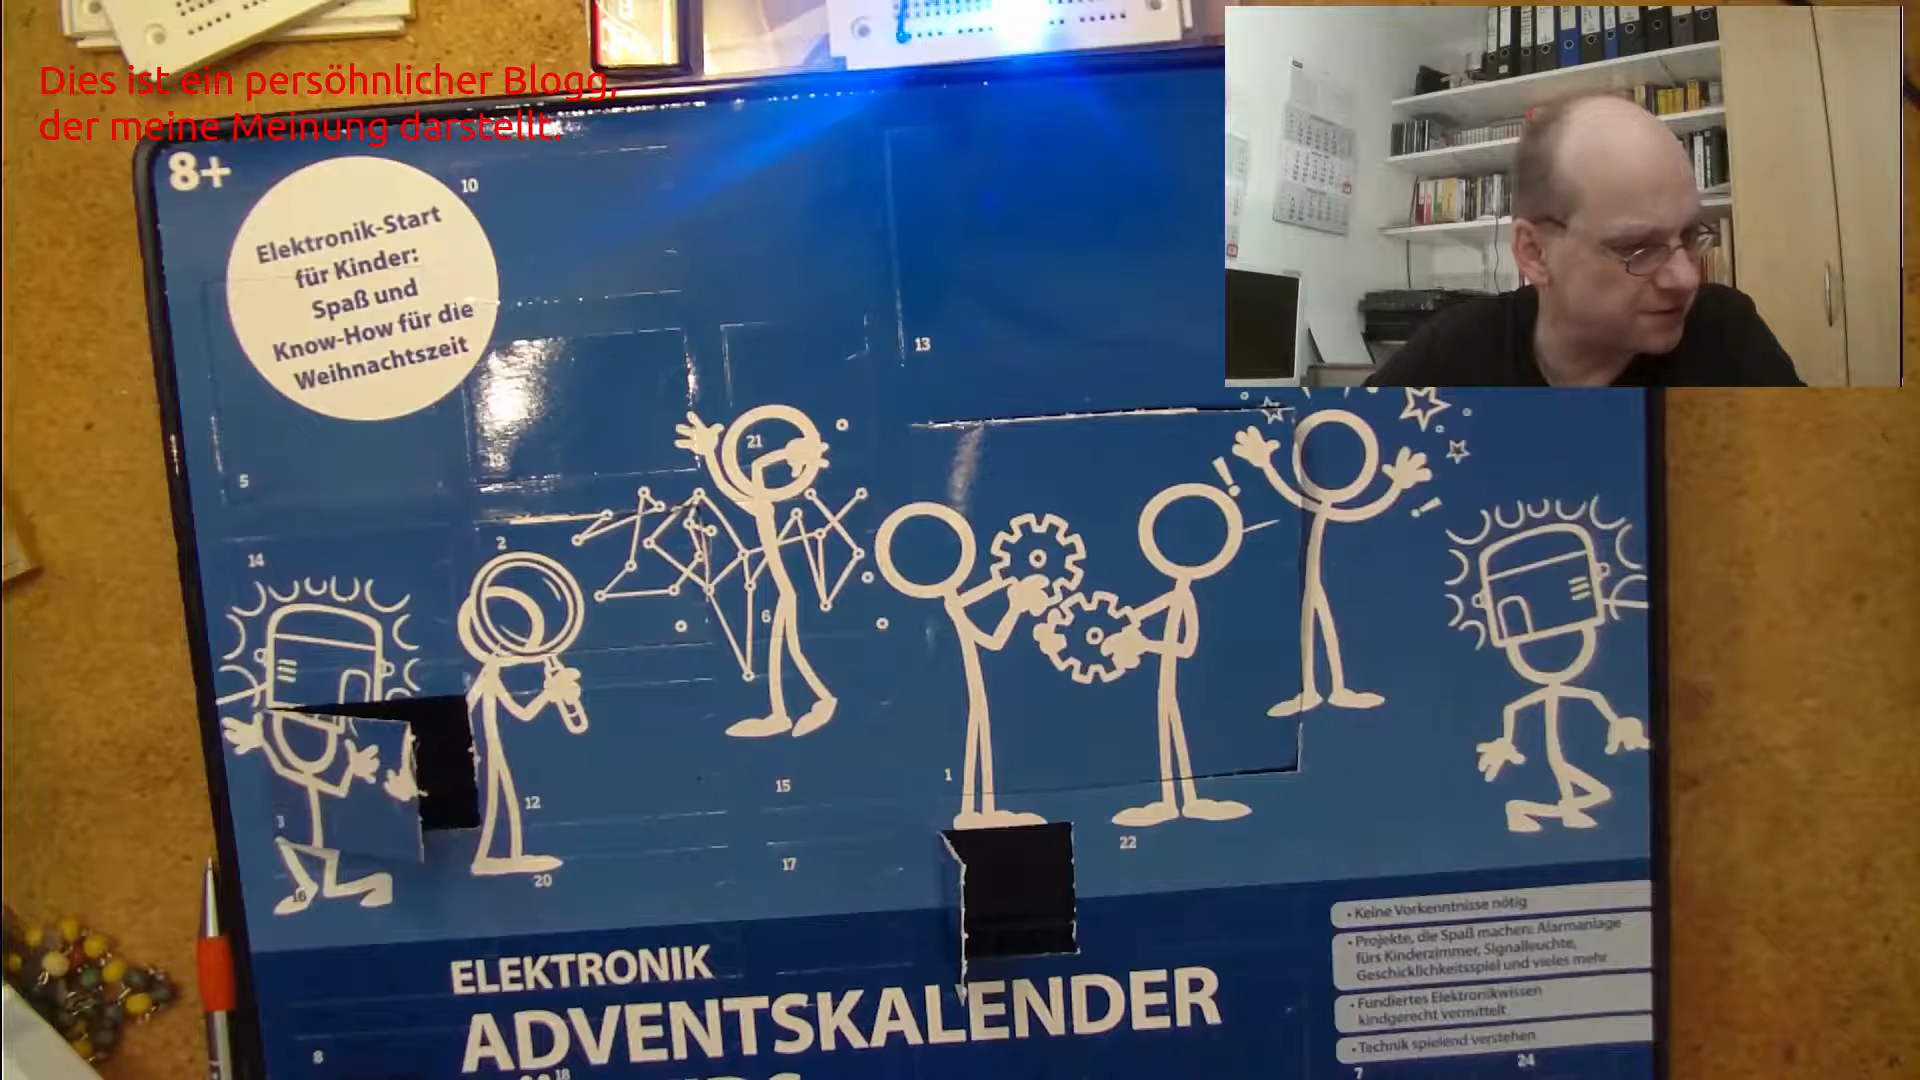 Dies ist ein persöhnlicher Blogg,
der meine Meinung darstellt.
8+
10
Elektronik-Start
für Kinder:
Spaß und
Know-How für die
Weihnachtszeit
13
21
19
5
2
14
6
1
15
3
12
22
17
20
16
• Keine Vorkenntnisse nötig
• Projekte, die Spaß machen: Alarmanlage
fürs Kinderzimmer, Signalleuchte,
Geschicklichkeitsspiel und vieles mehr
• Fundiertes Elektronikwissen
kindgerecht vermittelt
• Technik spielend verstehen
ELEKTRONIK
ADVENTSKALENDER
8
18
7
24